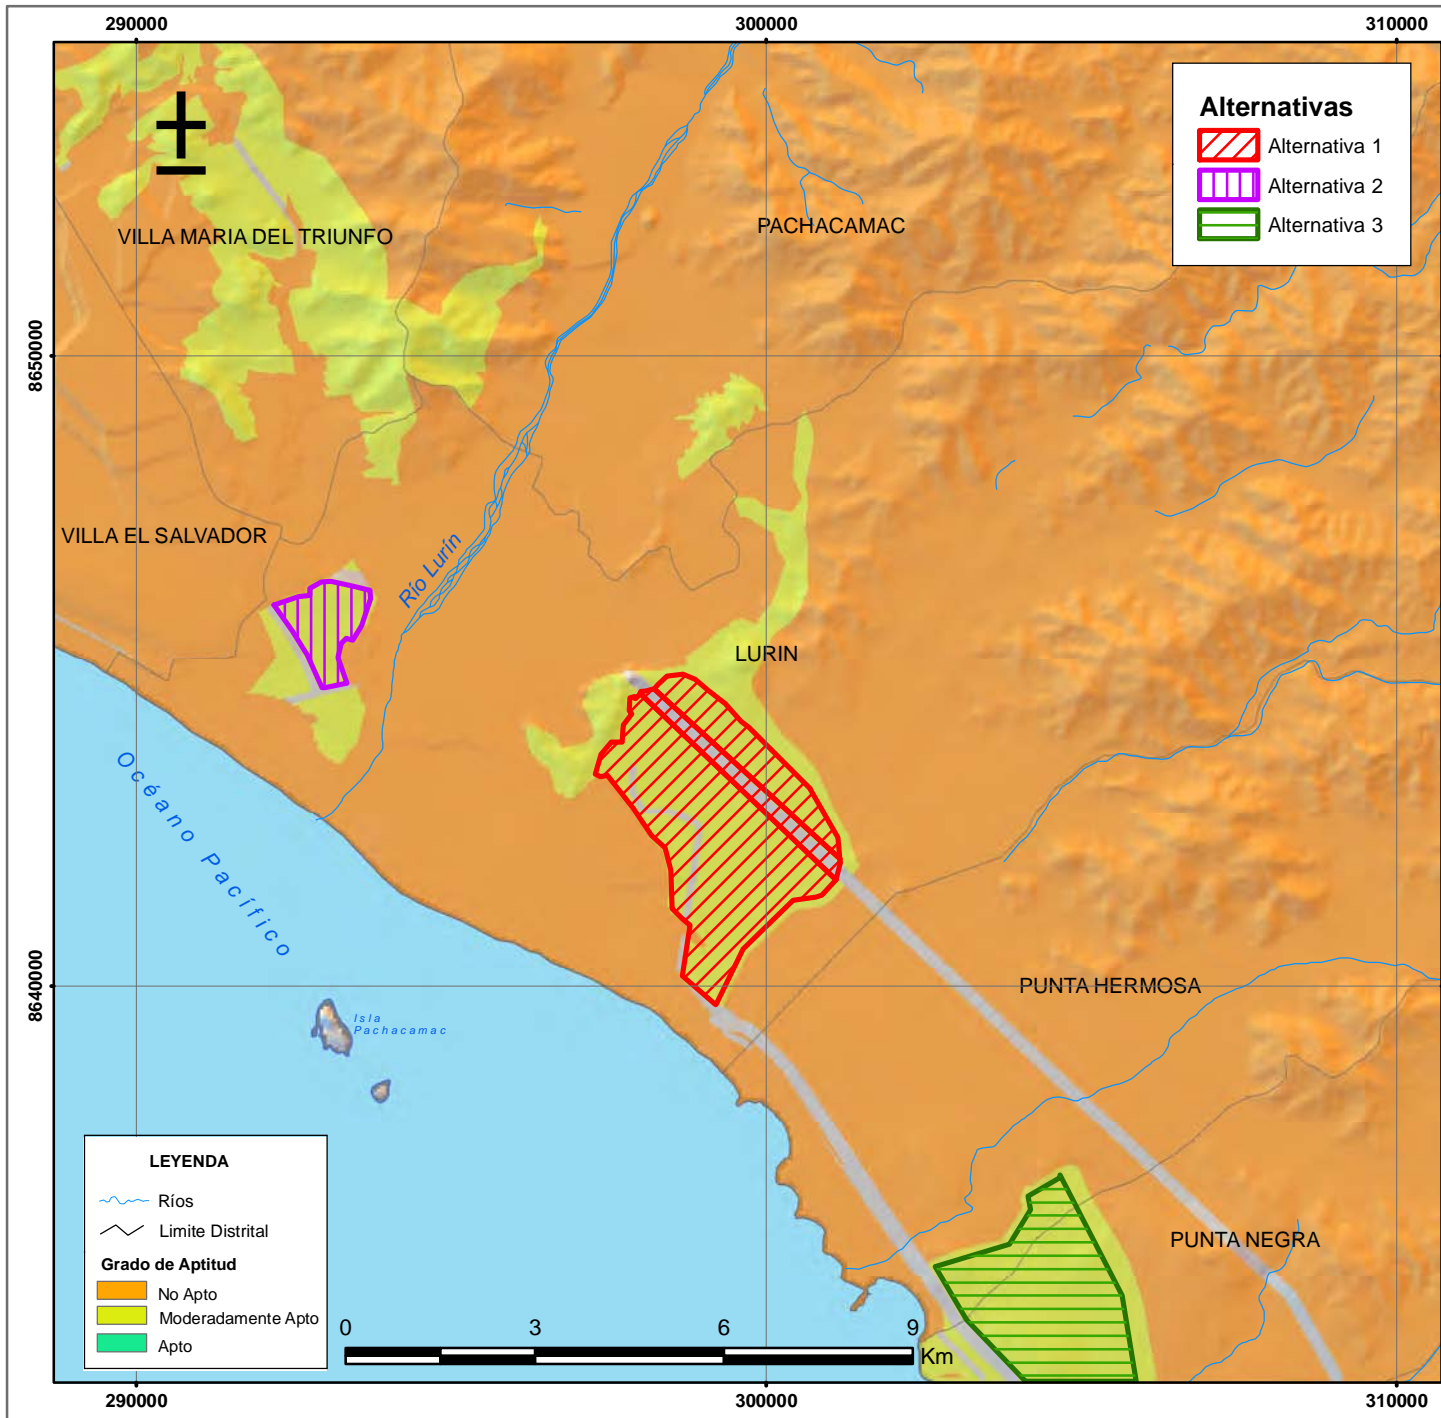 290000
300000
310000
Alternativas
Alternativa 1
Alternativa 2
Alternativa 3
VILLA MARIA DEL TRIUNFO
PACHACAMAC
8650000
VILLA EL SALVADOR
Río Lurín
LURIN
Océano Pacífico
8640000
PUNTA HERMOSA
Isla
Pachacamac
PUNTA NEGRA
LEYENDA
Ríos
Limite Distrital
Grado de Aptitud
No Apto
Moderadamente Apto
Apto
0 3 6 9
Km
290000
300000
310000